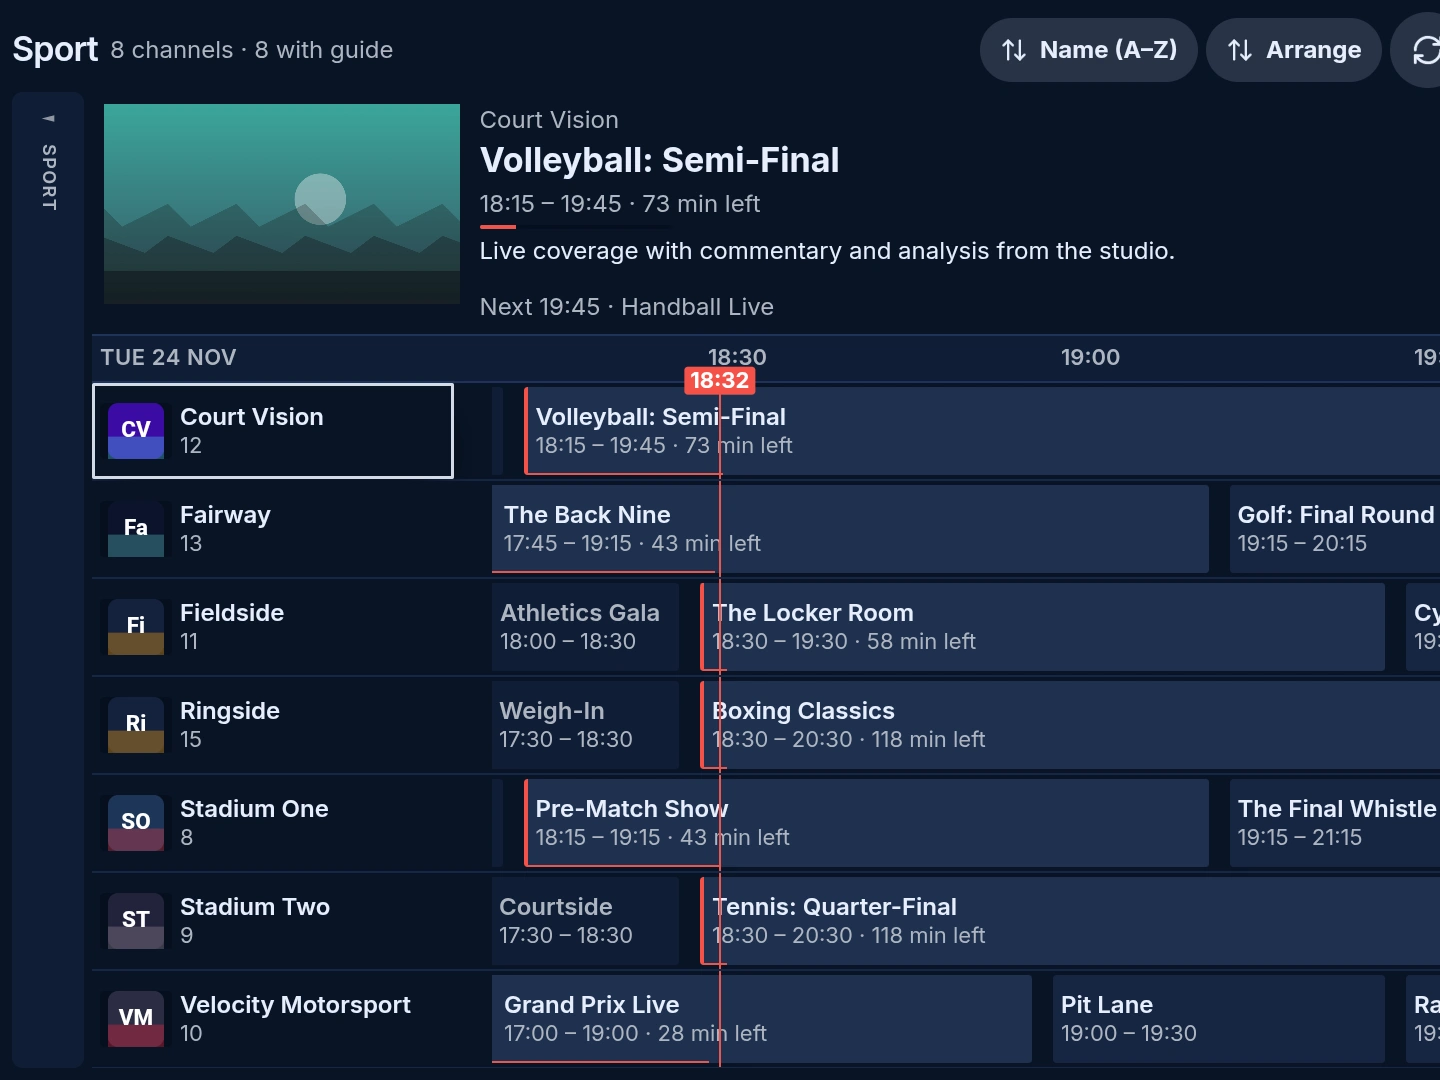 Sport 8 channels · 8 with guide
Name (A–Z)
Arrange
SPORT
Court Vision
Volleyball: Semi-Final
18:15 – 19:45 · 73 min left
Live coverage with commentary and analysis from the studio.
Next 19:45 · Handball Live
TUE 24 NOV
18:30
19:00
18:32
CV
Court Vision
12
Volleyball: Semi-Final
18:15 – 19:45 · 73 min left
Fa
Fairway
13
The Back Nine
17:45 – 19:15 · 43 min left
Golf: Final Round
19:15 – 20:15
Fi
Fieldside
11
Athletics Gala
18:00 – 18:30
The Locker Room
18:30 – 19:30 · 58 min left
Ri
Ringside
15
Weigh-In
17:30 – 18:30
Boxing Classics
18:30 – 20:30 · 118 min left
SO
Stadium One
8
Pre-Match Show
18:15 – 19:15 · 43 min left
The Final Whistle
19:15 – 21:15
ST
Stadium Two
9
Courtside
17:30 – 18:30
Tennis: Quarter-Final
18:30 – 20:30 · 118 min left
VM
Velocity Motorsport
10
Grand Prix Live
17:00 – 19:00 · 28 min left
Pit Lane
19:00 – 19:30